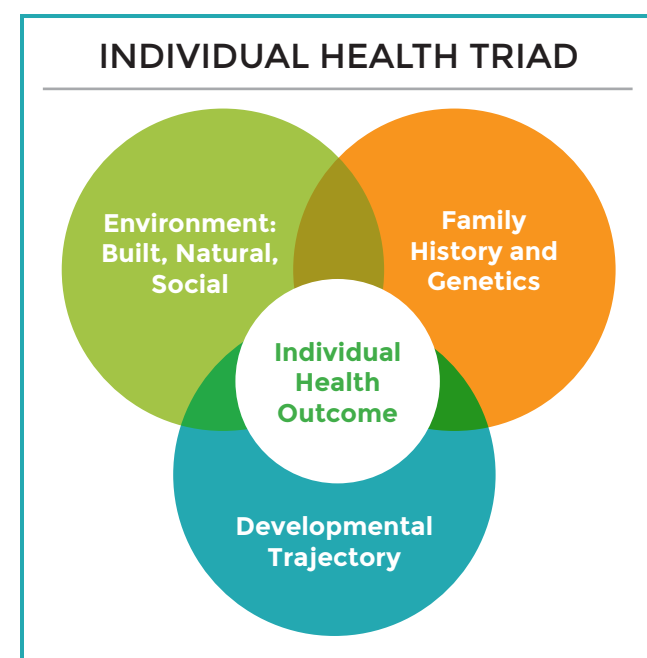 INDIVIDUAL HEALTH TRIAD
Environment:
Built, Natural,
Social
Family
History and
Genetics
Individual
Health
Outcome
Developmental
Trajectory